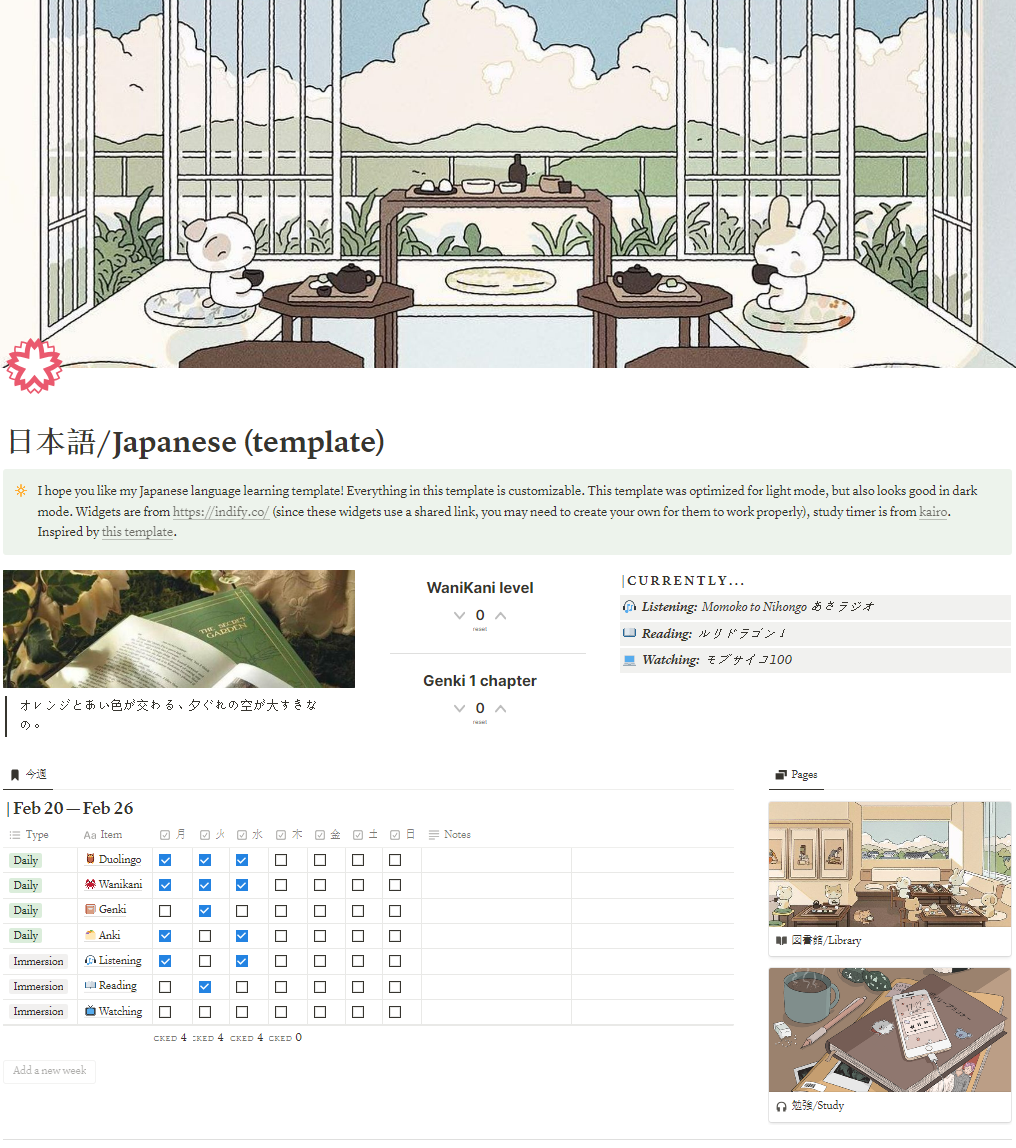 日本語/Japanese (template)
I hope you like my Japanese language learning template! Everything in this template is customizable. This template was optimized for light mode, but also looks good in dark
mode. Widgets are from https://indify.co/ (since these widgets use a shared link, you may need to create your own for them to work properly), study timer is from kairo.
Inspired by this template.
THE SECRET
GARDEN
オレンジとあい色が交わる、夕ぐれの空が大すきな
の。
WaniKani level
0
reset
Genki 1 chapter
0
reset
CURRENTLY...
Listening: Momoko to Nihongo あさラジオ
Reading: ルリドラゴン 1
Watching: モブサイコ100
今週
Feb 20 — Feb 26
Type Aa Item 月 火 水 木 金 土 日 Notes
Daily Duolingo
Daily Wanikani
Daily Genki
Daily Anki
Immersion Listening
Immersion Reading
Immersion Watching
CKED 4 CKED 4 CKED 4 CKED 0
Add a new week
Pages
図書館/Library
勉強/Study